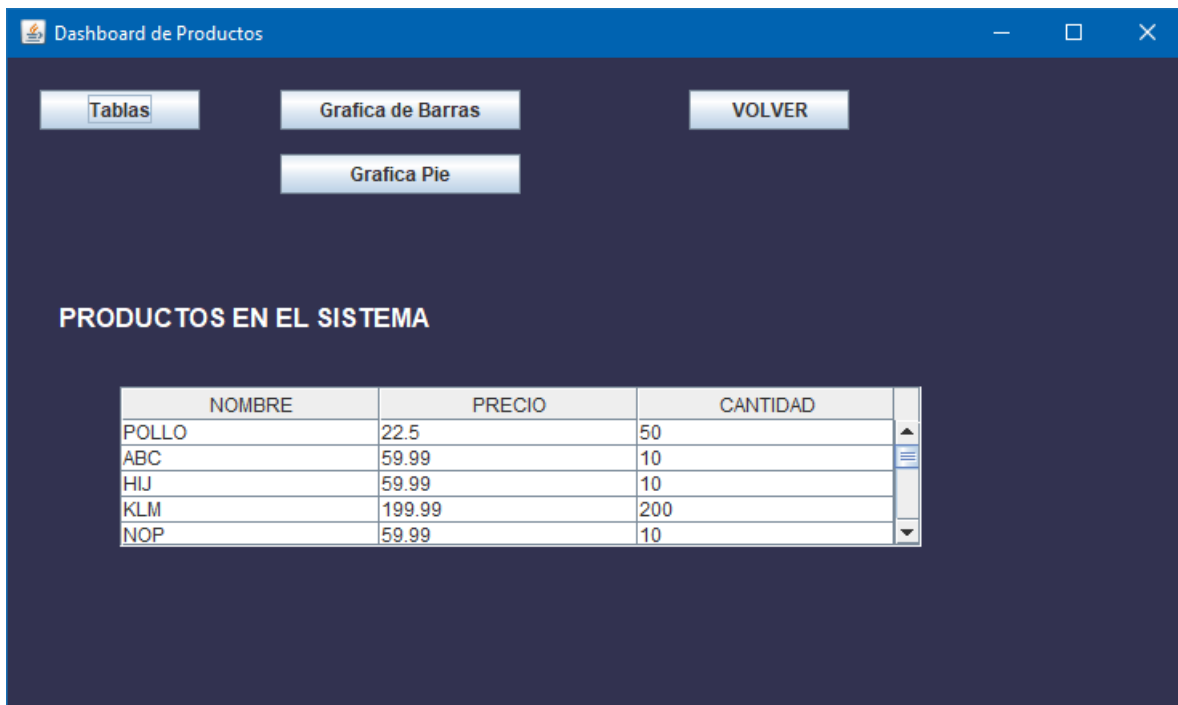 Dashboard de Productos
Tablas Grafica de Barras VOLVER
Grafica Pie
PRODUCTOS EN EL SISTEMA
NOMBRE PRECIO CANTIDAD
POLLO 22.5 50
ABC 59.99 10
HIJ 59.99 10
KLM 199.99 200
NOP 59.99 10